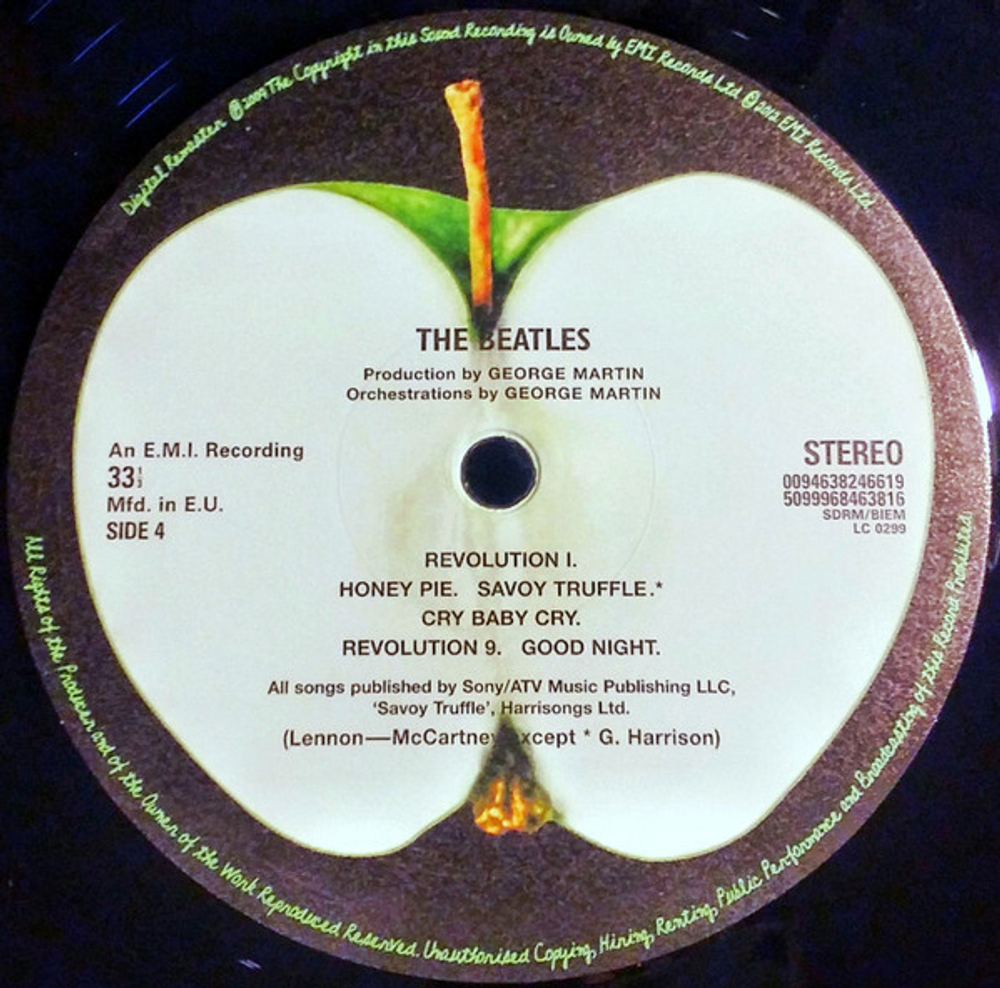 Digital Remaster ℗ 2009 The Copyright in this Sound Recording is Owned by EMI Records Ltd © 2012 EMI Records Ltd
THE BEATLES
Production by GEORGE MARTIN
Orchestrations by GEORGE MARTIN
An E.M.I. Recording
33⅓
Mfd. in E.U.
SIDE 4
STEREO
0094638246619
5099968463816
SDRM/BIEM
LC 0299
REVOLUTION I.
HONEY PIE. SAVOY TRUFFLE.*
CRY BABY CRY.
REVOLUTION 9. GOOD NIGHT.
All songs published by Sony/ATV Music Publishing LLC,
'Savoy Truffle', Harrisongs Ltd.
(Lennon—McCartney except * G. Harrison)
All Rights of the Producer and of the Owner of the Work Reproduced Reserved. Unauthorised Copying, Hiring, Renting, Public Performance and Broadcasting of this Record Prohibited